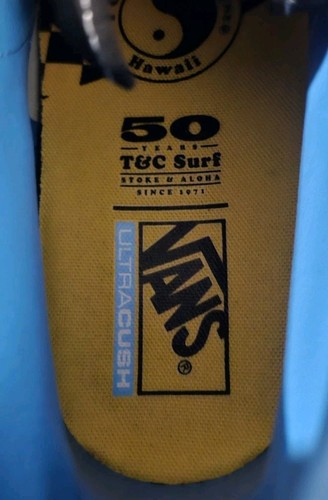 Hawaii
50
YEARS
T&C Surf
STOKE & ALOHA
SINCE 1971
VANS
ULTRACUSH